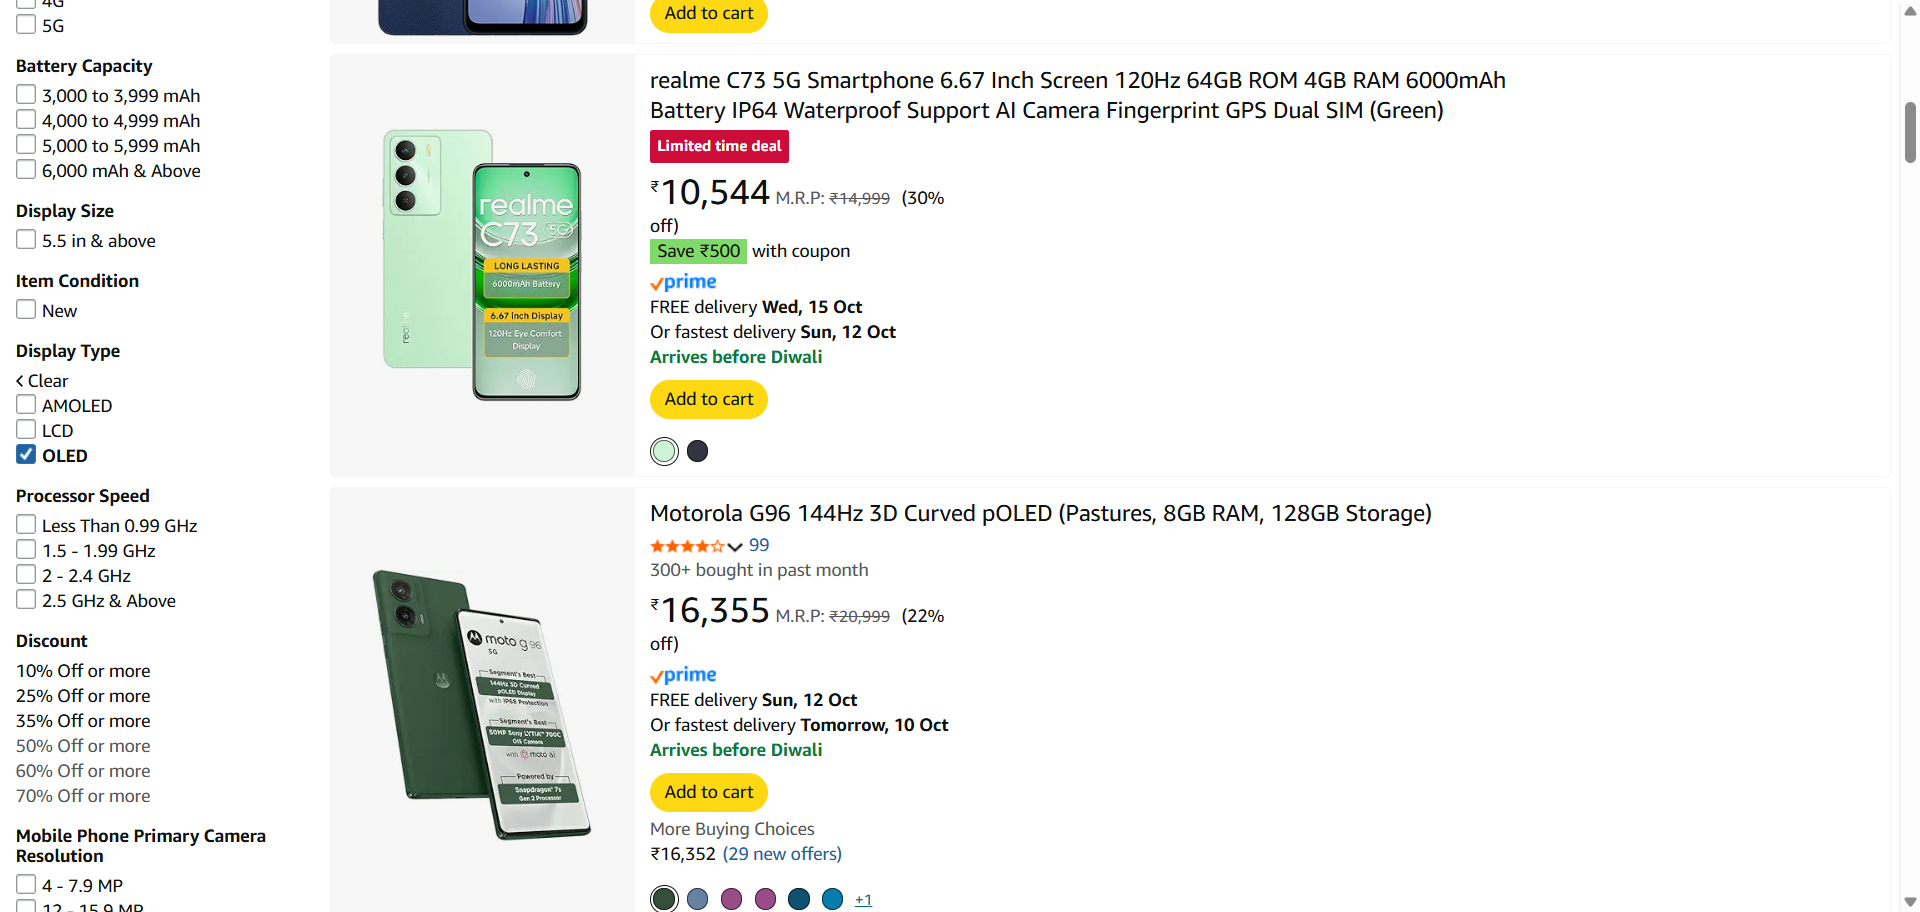 4G
5G
Battery Capacity
3,000 to 3,999 mAh
4,000 to 4,999 mAh
5,000 to 5,999 mAh
6,000 mAh & Above
Display Size
5.5 in & above
Item Condition
New
Display Type
Clear
AMOLED
LCD
OLED
Processor Speed
Less Than 0.99 GHz
1.5 - 1.99 GHz
2 - 2.4 GHz
2.5 GHz & Above
Discount
10% Off or more
25% Off or more
35% Off or more
50% Off or more
60% Off or more
70% Off or more
Mobile Phone Primary Camera
Resolution
4 - 7.9 MP
12 - 15.9 MP
Add to cart
realme
realme
C73 5G
LONG LASTING
6000mAh Battery
6.67 inch Display
120Hz Eye Comfort
Display
realme C73 5G Smartphone 6.67 Inch Screen 120Hz 64GB ROM 4GB RAM 6000mAh
Battery IP64 Waterproof Support AI Camera Fingerprint GPS Dual SIM (Green)
Limited time deal
₹10,544 M.R.P: ₹14,999 (30%
off)
Save ₹500 with coupon
prime
FREE delivery Wed, 15 Oct
Or fastest delivery Sun, 12 Oct
Arrives before Diwali
Add to cart
moto g96
5G
Segment's Best
144Hz 3D Curved
pOLED Display
with IP68 Protection
Segment's Best
50MP Sony LYTIA™ 700C
OIS Camera
with moto ai
Powered by
Snapdragon® 7s
Gen 2 Processor
Motorola G96 144Hz 3D Curved pOLED (Pastures, 8GB RAM, 128GB Storage)
99
300+ bought in past month
₹16,355 M.R.P: ₹20,999 (22%
off)
prime
FREE delivery Sun, 12 Oct
Or fastest delivery Tomorrow, 10 Oct
Arrives before Diwali
Add to cart
More Buying Choices
₹16,352 (29 new offers)
+1